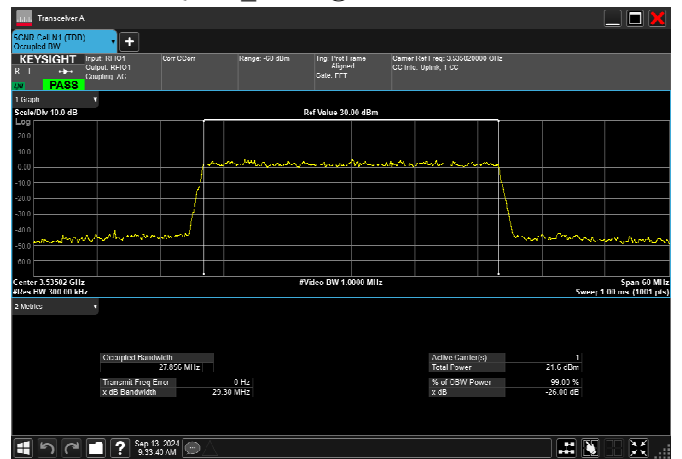 Transceiver A
5GNR Cell N1 (TDD)
Occupied BW
KEYSIGHT
Input: RFIO1
Output: RFIO1
Coupling: AC
Corr CCorr
Range: -60 dBm
Trig: Prot Frame
Aligned
Gate: FFT
Carrier Ref Freq: 3.535020000 GHz
CC Info: Uplink, 1 CC
PASS
1 Graph
Scale/Div 10.0 dB
Ref Value 30.00 dBm
Log
20.0
10.0
0.00
-10.0
-20.0
-30.0
-40.0
-50.0
-60.0
Center 3.53502 GHz
#Video BW 1.0000 MHz
Span 60 MHz
#Res BW 300.00 kHz
Sweep 1.00 ms (1001 pts)
2 Metrics
Occupied Bandwidth
27.856 MHz
Active Carrier(s) 1
Total Power 21.6 dBm
Transmit Freq Error 0 Hz
x dB Bandwidth 29.30 MHz
% of OBW Power 99.00 %
x dB -26.00 dB
Sep 13, 2024
9:33:40 AM